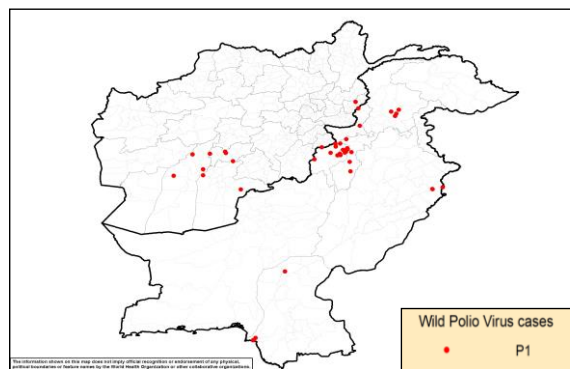 Wild Polio Virus cases
P1
The information shown on this map does not imply official recognition or endorsement of any physical,
political boundaries or feature names by the World Health Organization or other collaborative organizations.